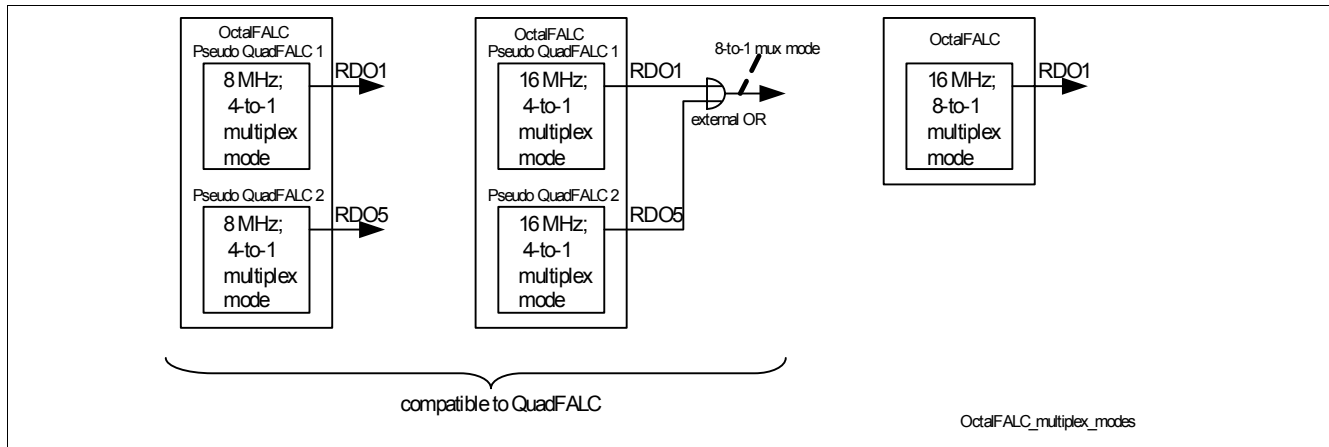 OctalFALC
Pseudo QuadFALC 1
8 MHz;
4-to-1
multiplex
mode
RDO1
Pseudo QuadFALC 2
8 MHz;
4-to-1
multiplex
mode
RDO5
OctalFALC
Pseudo QuadFALC 1
16 MHz;
4-to-1
multiplex
mode
RDO1
8-to-1 mux mode
external OR
Pseudo QuadFALC 2
16 MHz;
4-to-1
multiplex
mode
RDO5
OctalFALC
16 MHz;
8-to-1
multiplex
mode
RDO1
compatible to QuadFALC
OctalFALC_multiplex_modes